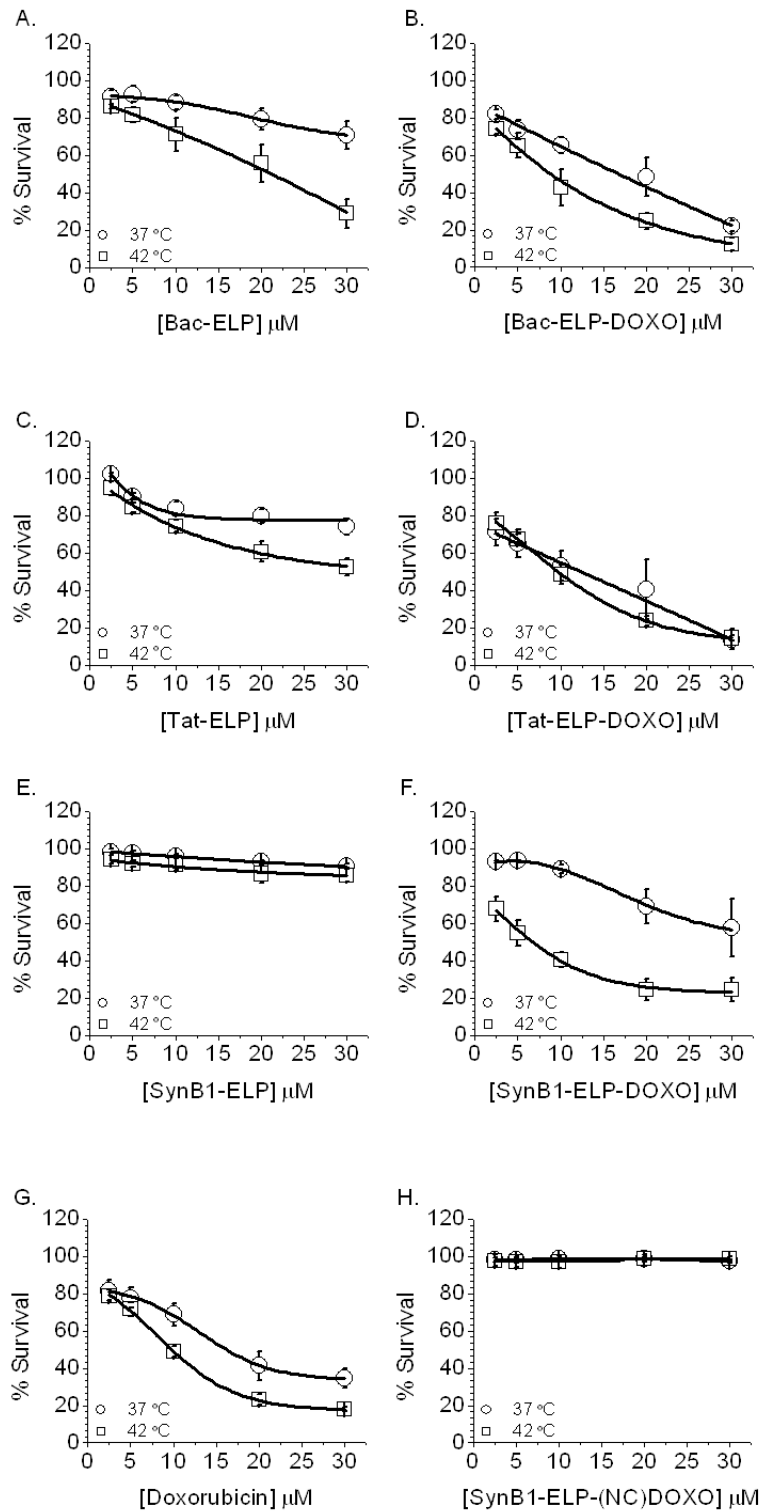 A.
120
100
80
60
40
20
0
% Survival
37 °C
42 °C
0 5 10 15 20 25 30
[Bac-ELP] μM
B.
120
100
80
60
40
20
0
% Survival
37 °C
42 °C
0 5 10 15 20 25 30
[Bac-ELP-DOXO] μM
C.
120
100
80
60
40
20
0
% Survival
37 °C
42 °C
0 5 10 15 20 25 30
[Tat-ELP] μM
D.
120
100
80
60
40
20
0
% Survival
37 °C
42 °C
0 5 10 15 20 25 30
[Tat-ELP-DOXO] μM
E.
120
100
80
60
40
20
0
% Survival
37 °C
42 °C
0 5 10 15 20 25 30
[SynB1-ELP] μM
F.
120
100
80
60
40
20
0
% Survival
37 °C
42 °C
0 5 10 15 20 25 30
[SynB1-ELP-DOXO] μM
G.
120
100
80
60
40
20
0
% Survival
37 °C
42 °C
0 5 10 15 20 25 30
[Doxorubicin] μM
H.
120
100
80
60
40
20
0
% Survival
37 °C
42 °C
0 5 10 15 20 25 30
[SynB1-ELP-(NC)DOXO] μM